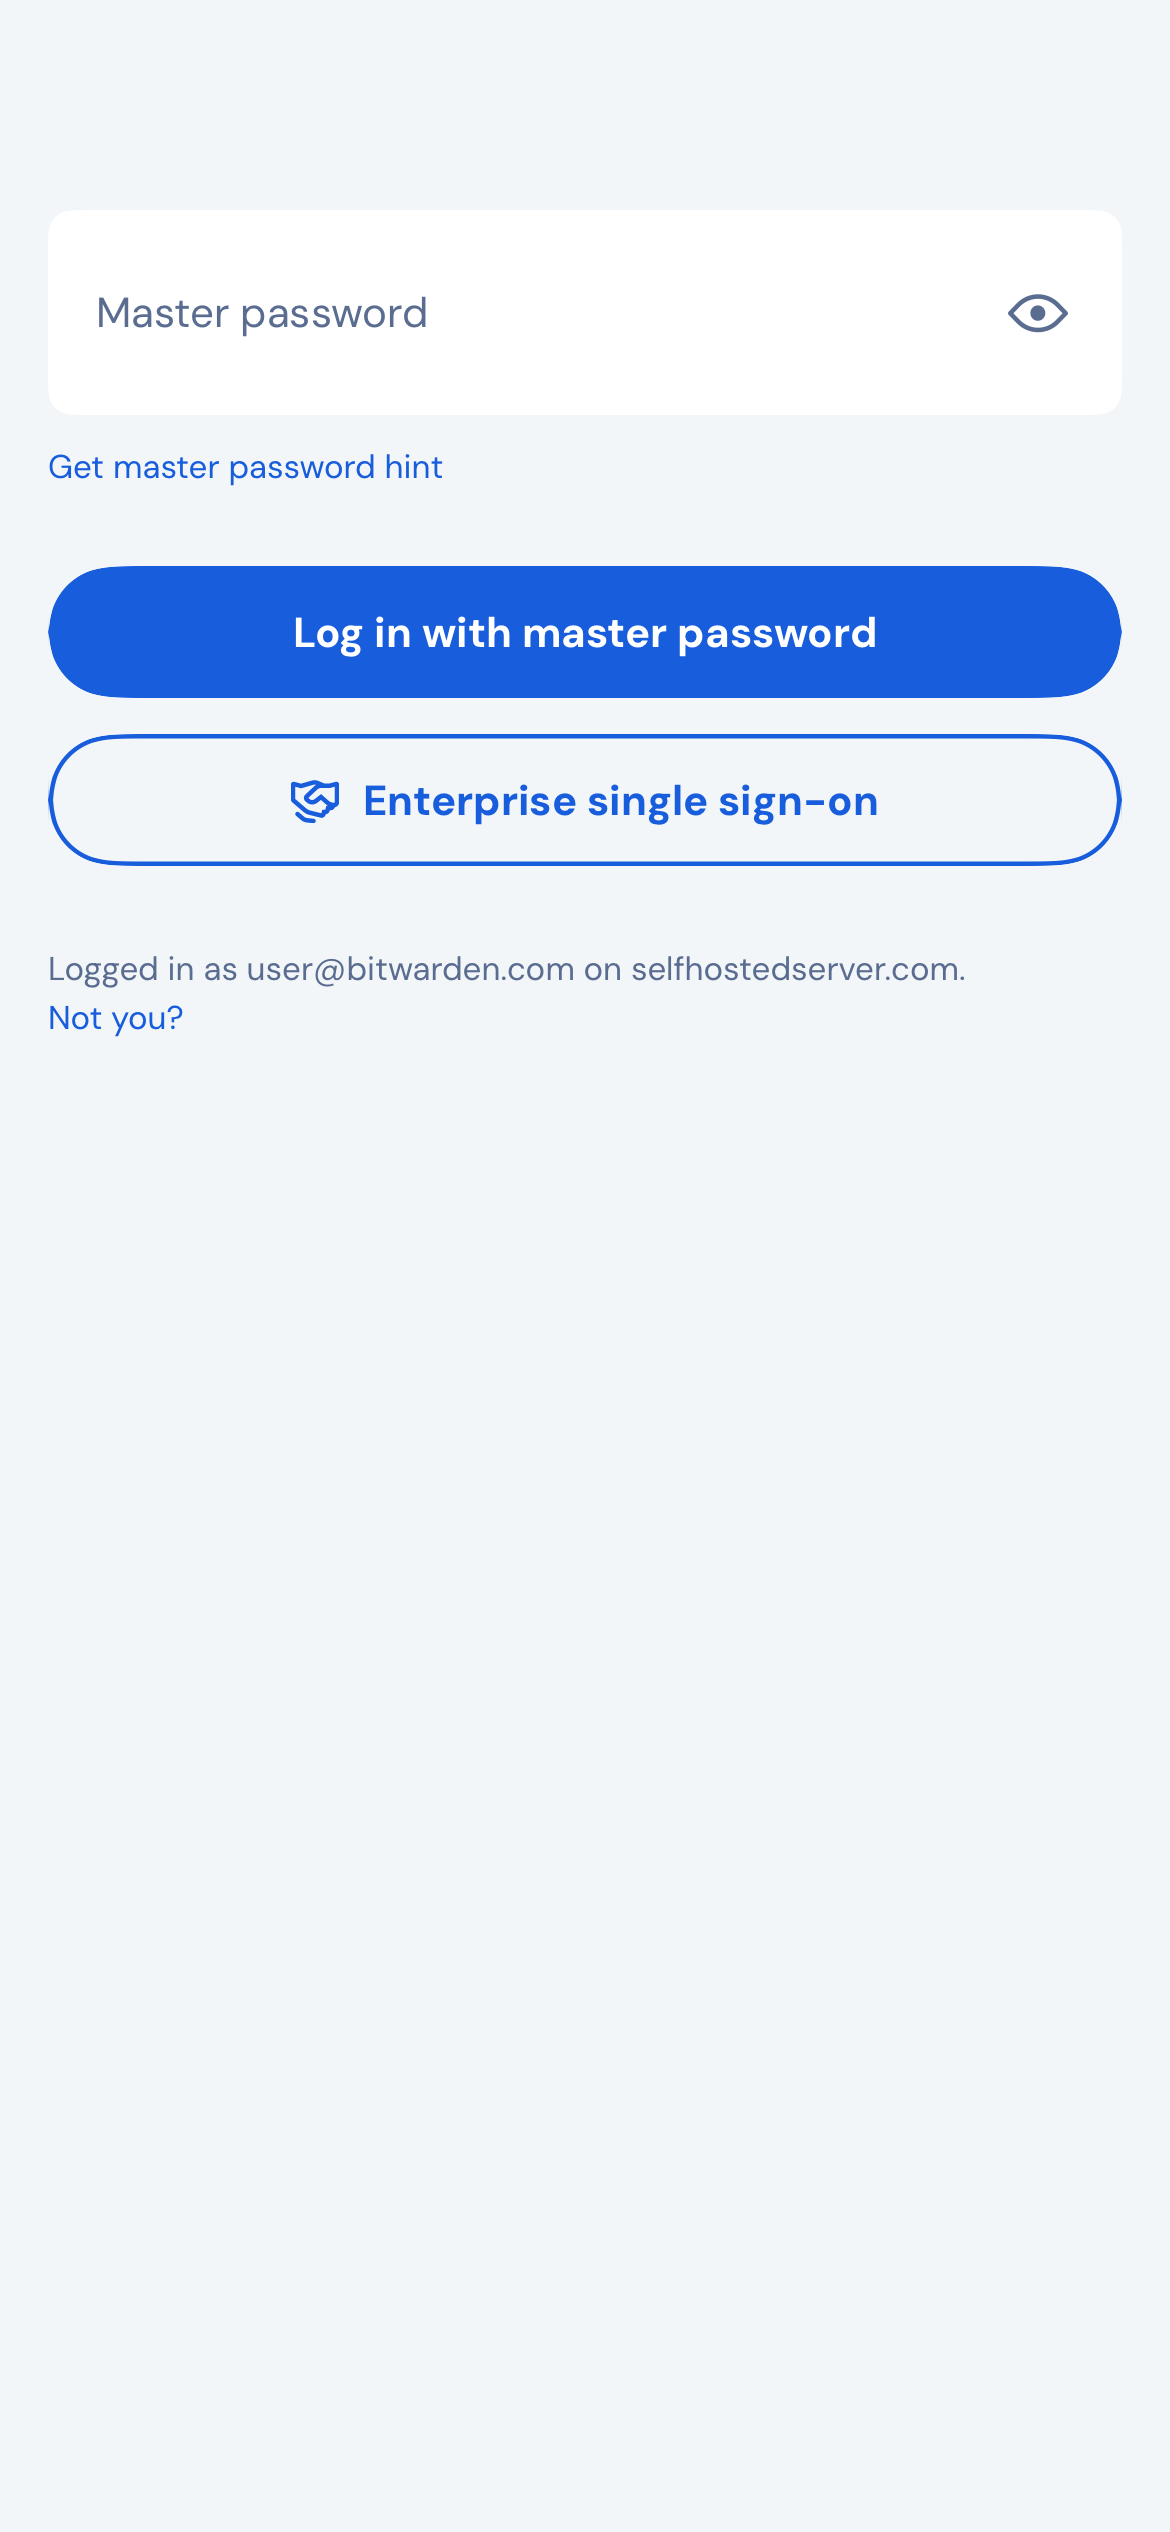 Master password
Get master password hint
Log in with master password
Enterprise single sign-on
Logged in as user@bitwarden.com on selfhostedserver.com.
Not you?